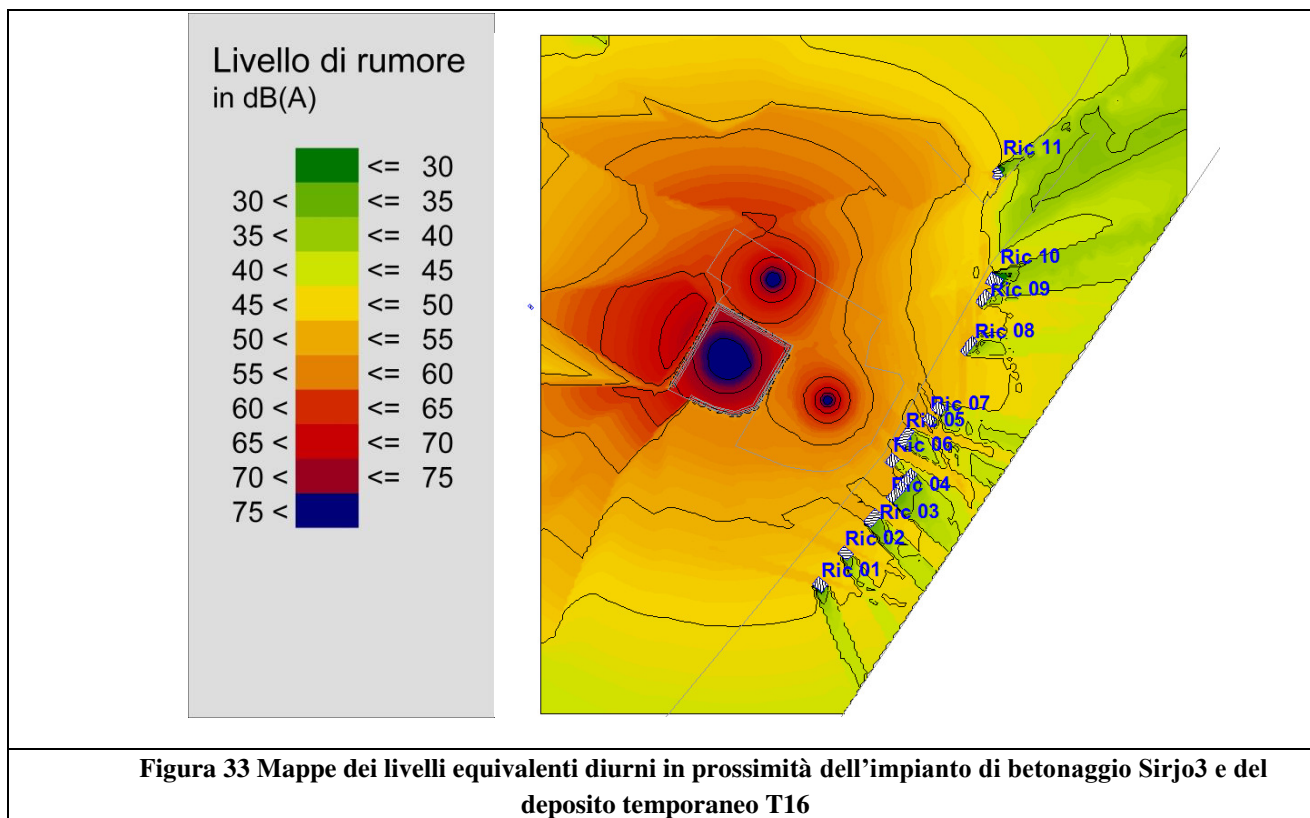 Livello di rumore
in dB(A)
<= 30
30 < <= 35
35 < <= 40
40 < <= 45
45 < <= 50
50 < <= 55
55 < <= 60
60 < <= 65
65 < <= 70
70 < <= 75
75 <
Ric 11
Ric 10
Ric 09
Ric 08
Ric 07
Ric 05
Ric 06
Ric 04
Ric 03
Ric 02
Ric 01
Figura 33 Mappe dei livelli equivalenti diurni in prossimità dell’impianto di betonaggio Sirjo3 e del
deposito temporaneo T16